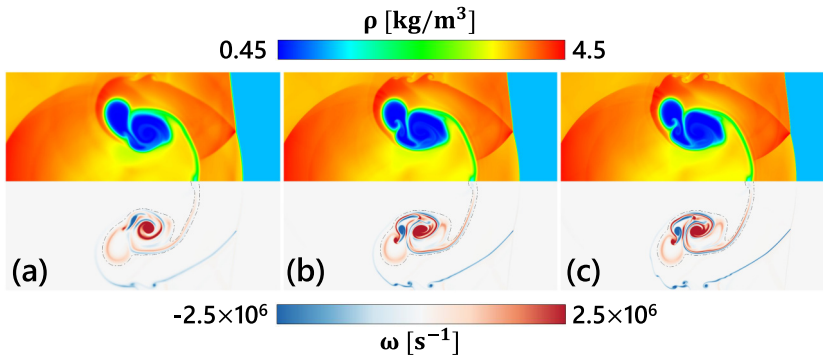 ρ [kg/m³]
0.45 4.5
(a) (b) (c)
-2.5×10⁶ 2.5×10⁶
ω [s⁻¹]